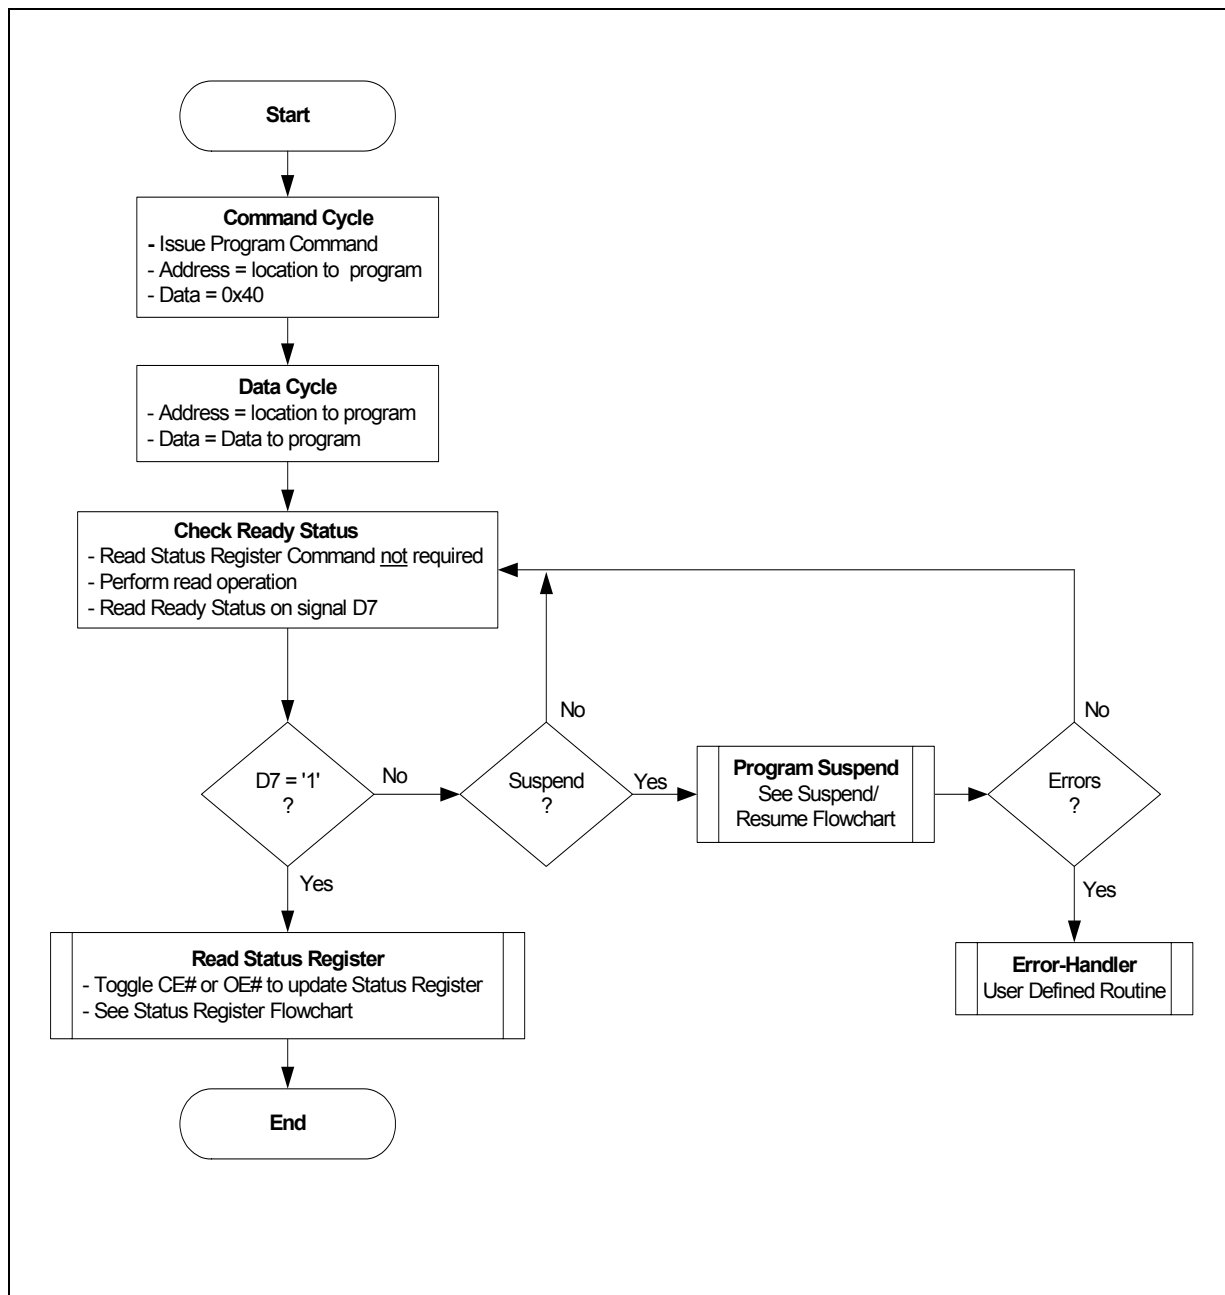 Start
Command Cycle
- Issue Program Command
- Address = location to program
- Data = 0x40
Data Cycle
- Address = location to program
- Data = Data to program
Check Ready Status
- Read Status Register Command not required
- Perform read operation
- Read Ready Status on signal D7
D7 = '1'
?
No
Yes
Suspend
?
No
Yes
Program Suspend
See Suspend/
Resume Flowchart
Errors
?
No
Yes
Error-Handler
User Defined Routine
Read Status Register
- Toggle CE# or OE# to update Status Register
- See Status Register Flowchart
End